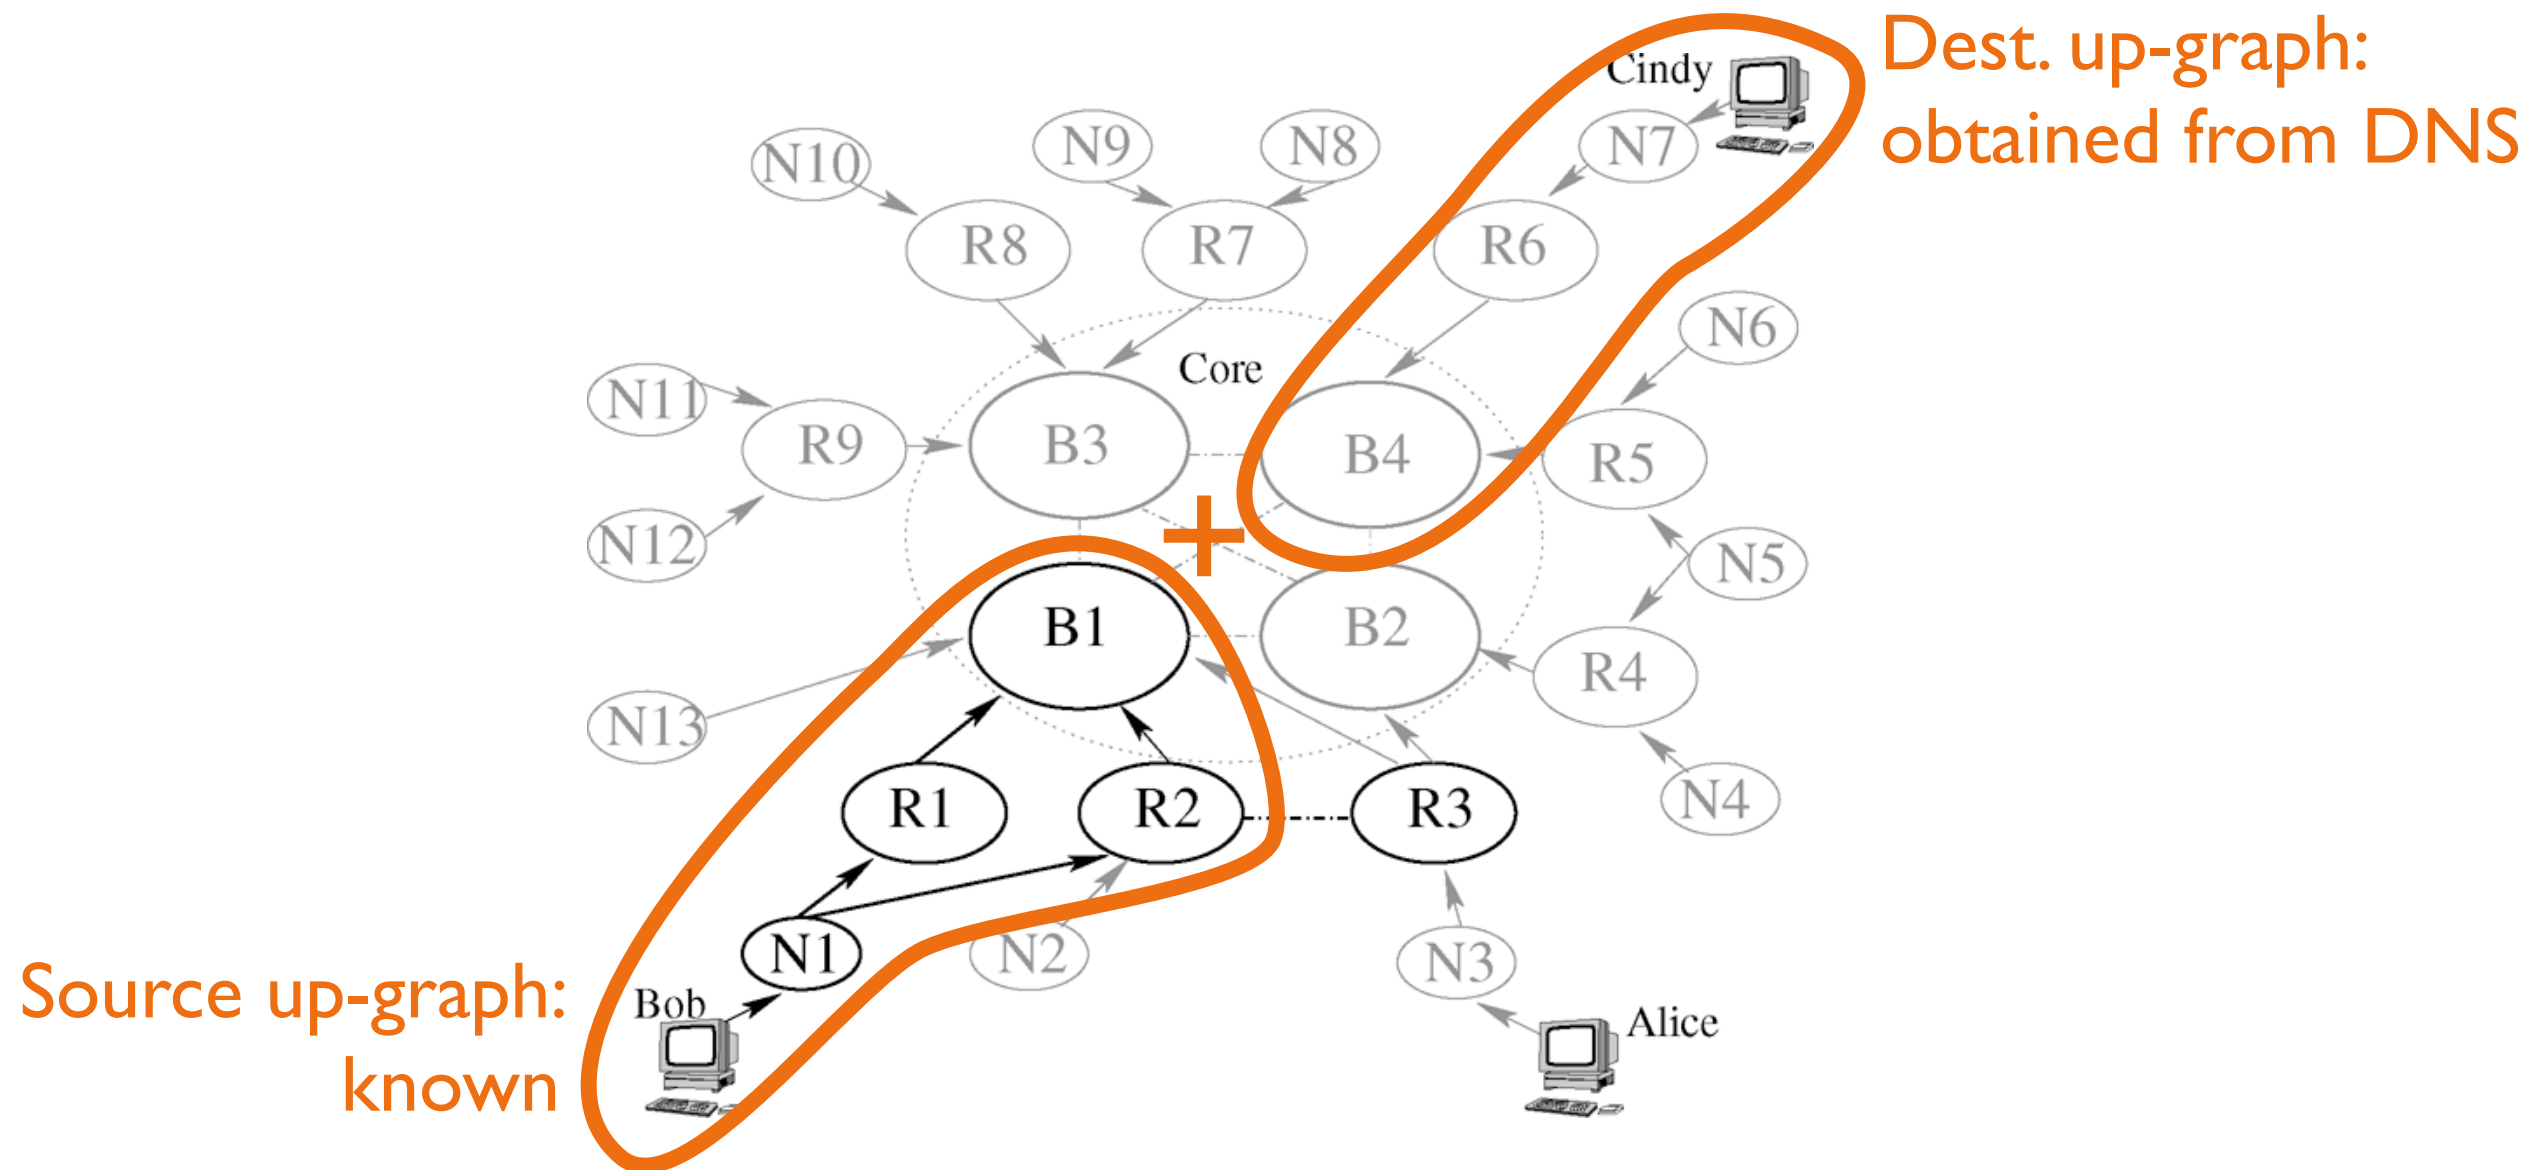 Dest. up-graph:
obtained from DNS
Cindy
N10
N9
N8
N7
R8
R7
R6
N6
Core
N11
R9
B3
B4
R5
N12
+
N5
B1
B2
R4
N13
R1
R2
R3
N4
N1
N2
N3
Source up-graph:
known
Bob
Alice